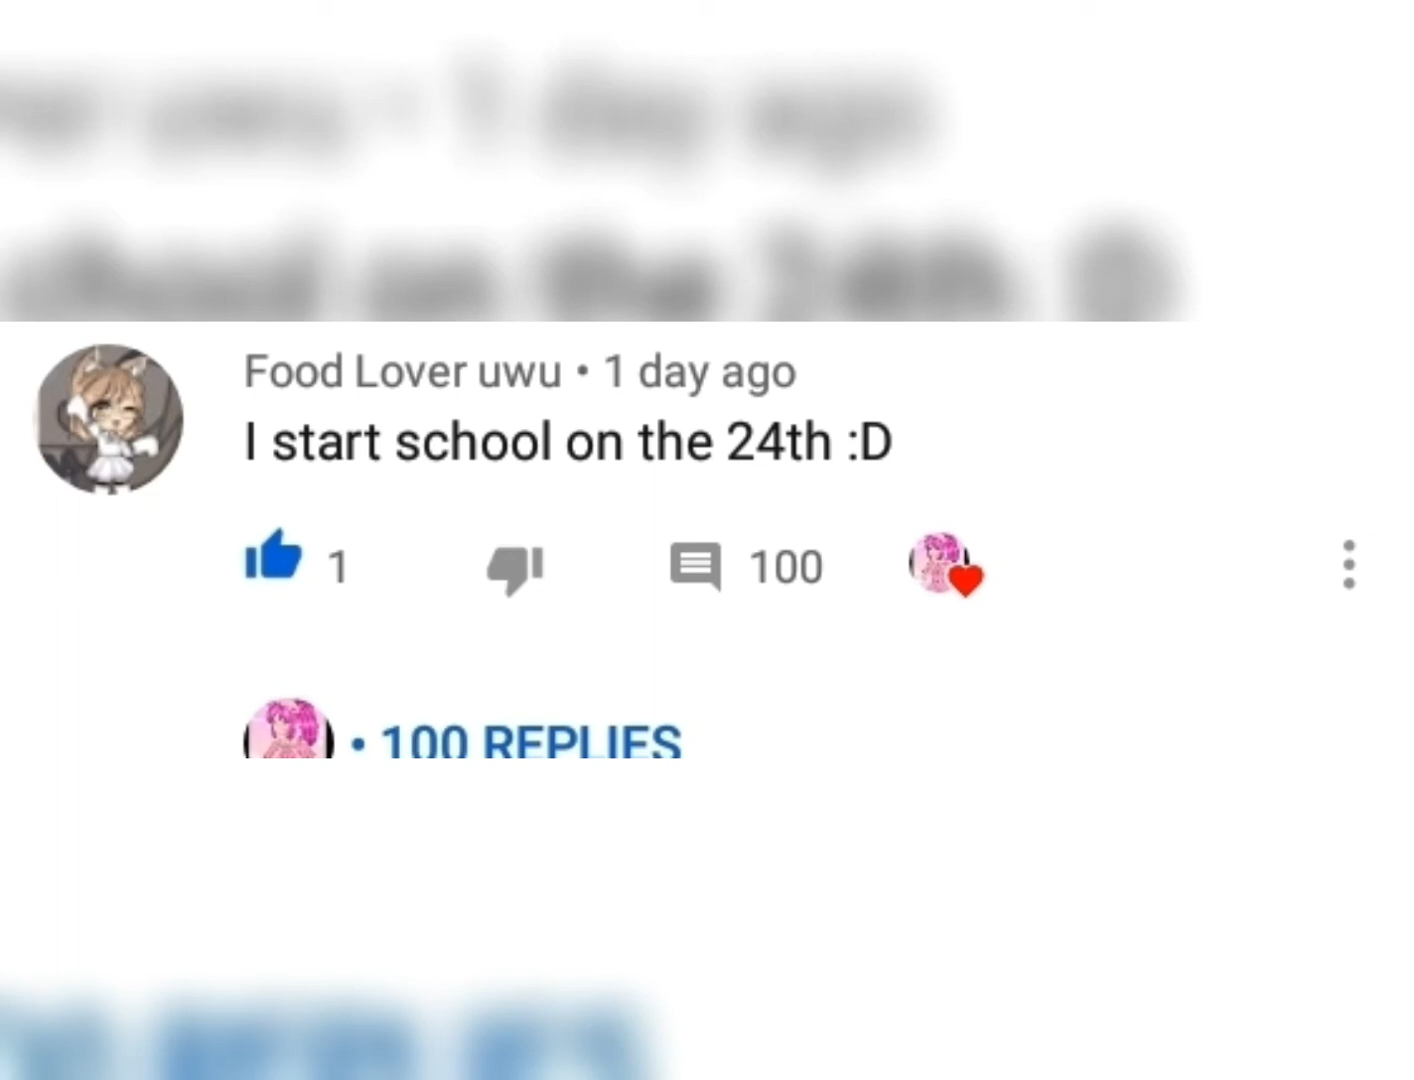 Food Lover uwu • 1 day ago
I start school on the 24th :D
1 100
• 100 REPLIES